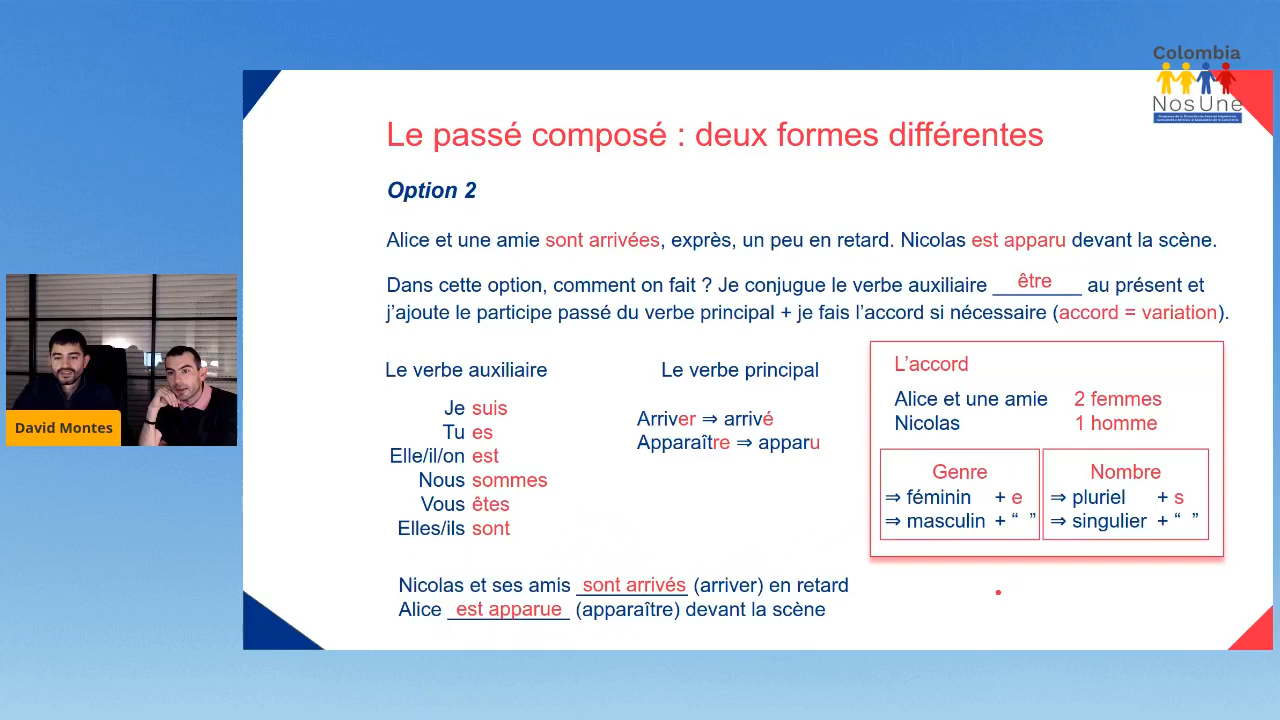 Colombia
NosUne
Le passé composé : deux formes différentes
Option 2
Alice et une amie sont arrivées, exprès, un peu en retard. Nicolas est apparu devant la scène.
Dans cette option, comment on fait ? Je conjugue le verbe auxiliaire être au présent et
j'ajoute le participe passé du verbe principal + je fais l'accord si nécessaire (accord = variation).
Le verbe auxiliaire
Je suis
Tu es
Elle/il/on est
Nous sommes
Vous êtes
Elles/ils sont
Le verbe principal
Arriver ⇒ arrivé
Apparaître ⇒ apparu
L'accord
Alice et une amie 2 femmes
Nicolas 1 homme
Genre
⇒ féminin + e
⇒ masculin + “ ”
Nombre
⇒ pluriel + s
⇒ singulier + “ ”
Nicolas et ses amis sont arrivés (arriver) en retard
Alice est apparue (apparaître) devant la scène
David Montes